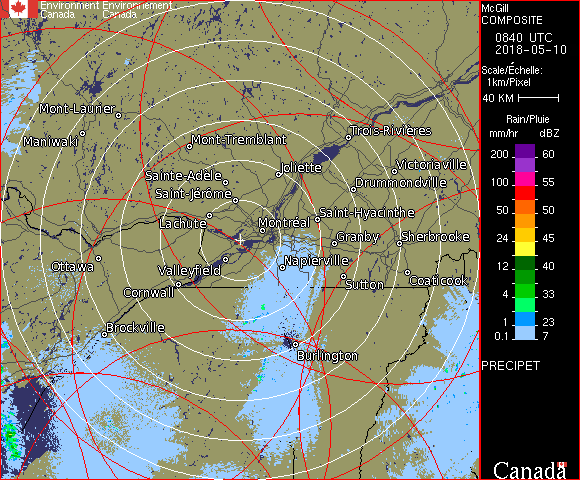 Environment Environnement
Canada Canada
McGill
COMPOSITE
0840 UTC
2018-05-10
Scale/Échelle:
1km/Pixel
40 KM
Rain/Pluie
mm/hr dBZ
200 60
100 55
50 50
24 45
12 40
4 33
1 23
0.1 7
PRECIPET
Canada
Mont-Laurier
Maniwaki
Mont-Tremblant
Trois-Rivières
Joliette
Victoriaville
Sainte-Adèle
Drummondville
Saint-Jérôme
Saint-Hyacinthe
Lachute
Montréal
Granby
Sherbrooke
Ottawa
Napierville
Valleyfield
Coaticook
Sutton
Cornwall
Brockville
Burlington